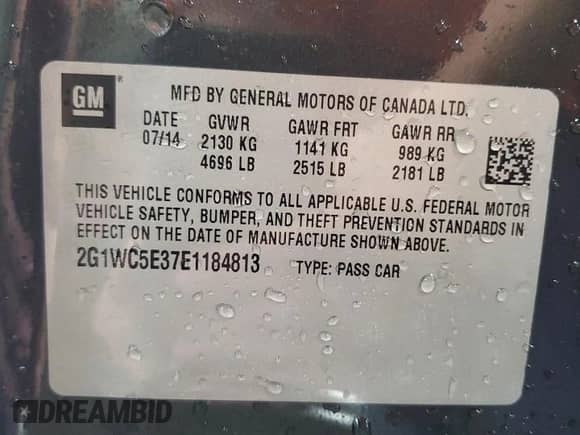 GM
MFD BY GENERAL MOTORS OF CANADA LTD.
DATE GVWR GAWR FRT GAWR RR
07/14 2130 KG 1141 KG 989 KG
4696 LB 2515 LB 2181 LB
THIS VEHICLE CONFORMS TO ALL APPLICABLE U.S. FEDERAL MOTOR
VEHICLE SAFETY, BUMPER, AND THEFT PREVENTION STANDARDS IN
EFFECT ON THE DATE OF MANUFACTURE SHOWN ABOVE.
2G1WC5E37E1184813 TYPE: PASS CAR
DREAMBID